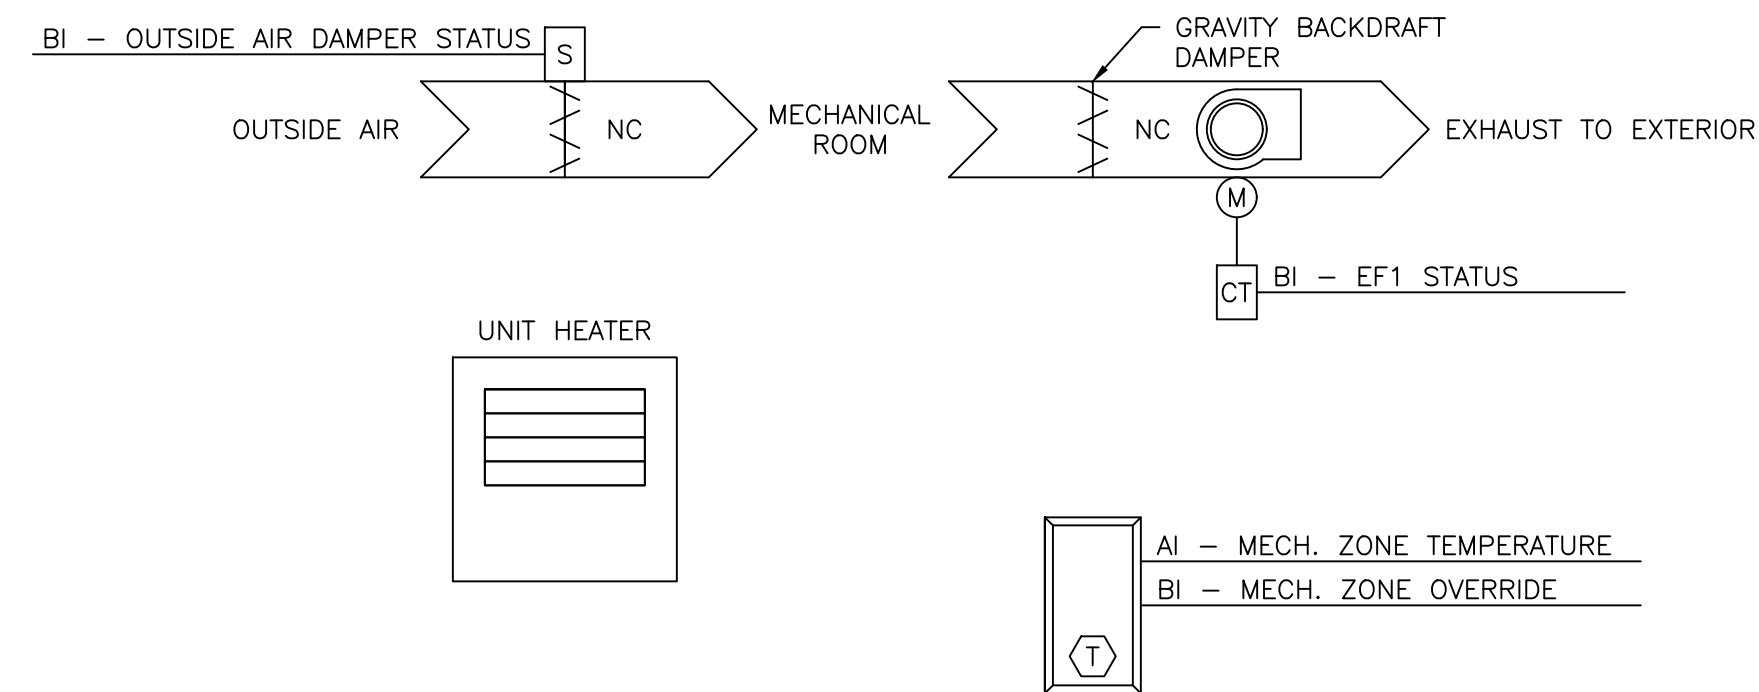 BI - OUTSIDE AIR DAMPER STATUS
S
GRAVITY BACKDRAFT
DAMPER
OUTSIDE AIR
NC
MECHANICAL
ROOM
NC
EXHAUST TO EXTERIOR
M
CT
BI - EF1 STATUS
UNIT HEATER
AI - MECH. ZONE TEMPERATURE
BI - MECH. ZONE OVERRIDE
T